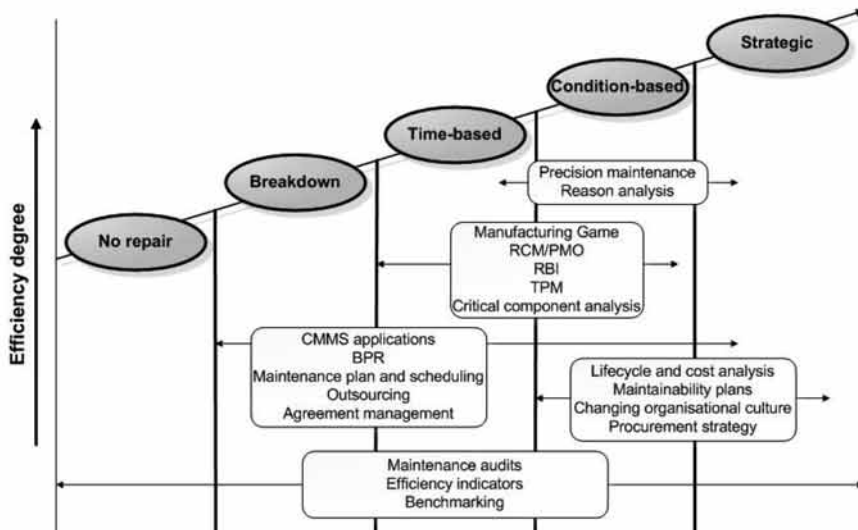 Strategic
Condition-based
Time-based
Breakdown
No repair
Efficiency degree
Precision maintenance
Reason analysis
Manufacturing Game
RCM/PMO
RBI
TPM
Critical component analysis
CMMS applications
BPR
Maintenance plan and scheduling
Outsourcing
Agreement management
Lifecycle and cost analysis
Maintainability plans
Changing organisational culture
Procurement strategy
Maintenance audits
Efficiency indicators
Benchmarking